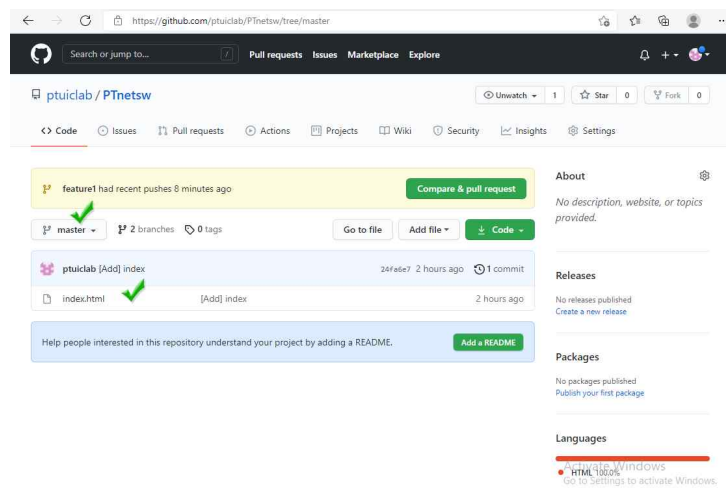 https://github.com/ptuiclab/PTnetsw/tree/master
Search or jump to... / Pull requests Issues Marketplace Explore
ptuiclab / PTnetsw Unwatch 1 Star 0 Fork 0
Code Issues Pull requests Actions Projects Wiki Security Insights Settings
feature1 had recent pushes 8 minutes ago Compare & pull request
master 2 branches 0 tags Go to file Add file Code
ptuiclab [Add] index 24fa6e7 2 hours ago 1 commit
index.html [Add] index 2 hours ago
Help people interested in this repository understand your project by adding a README. Add a README
About
No description, website, or topics
provided.
Releases
No releases published
Create a new release
Packages
No packages published
Publish your first package
Languages
HTML 100.0%
Activate Windows
Go to Settings to activate Windows.